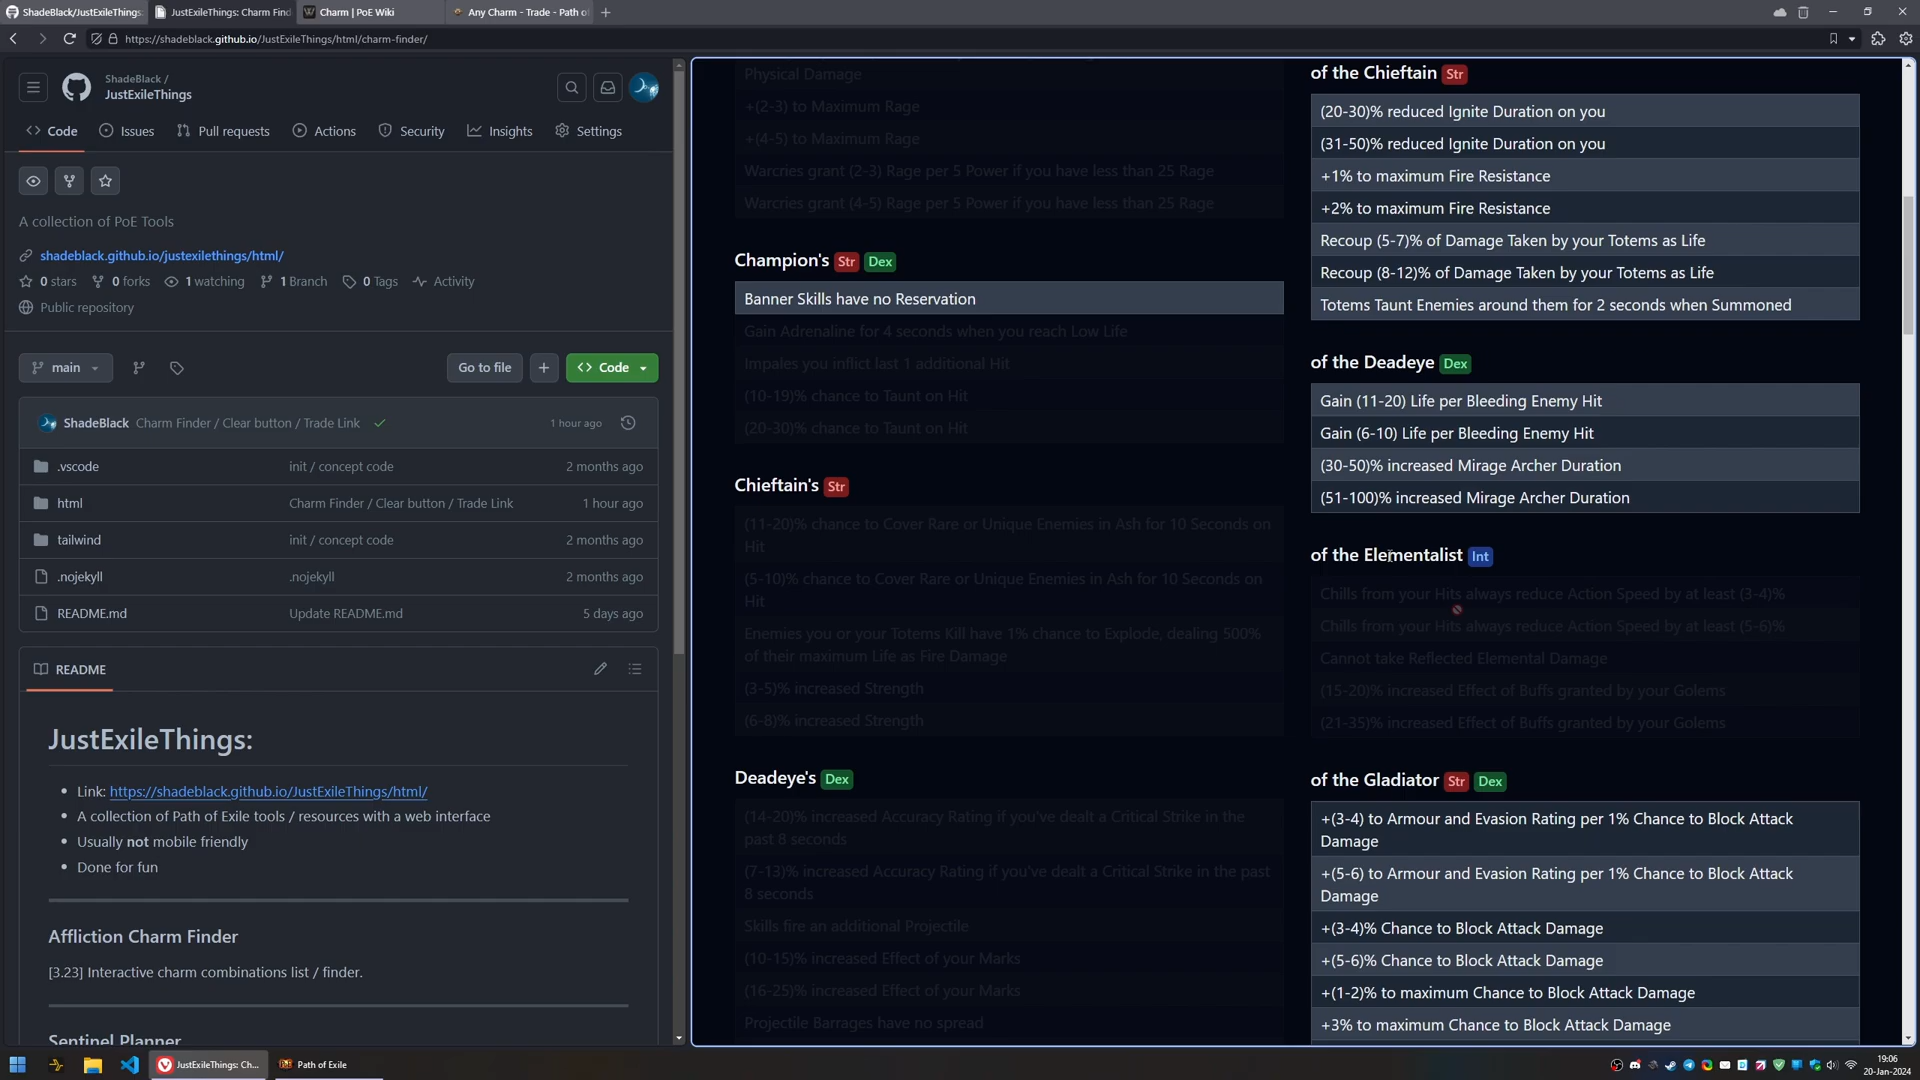 ShadeBlack/JustExileThings:
JustExileThings: Charm Find
Charm | PoE Wiki
Any Charm - Trade - Path of
https://shadeblack.github.io/JustExileThings/html/charm-finder/
ShadeBlack /
JustExileThings
Code
Issues
Pull requests
Actions
Security
Insights
Settings
A collection of PoE Tools
shadeblack.github.io/justexilethings/html/
0 stars
0 forks
1 watching
1 Branch
0 Tags
Activity
Public repository
main
Go to file
Code
ShadeBlack Charm Finder / Clear button / Trade Link
1 hour ago
.vscode
init / concept code
2 months ago
html
Charm Finder / Clear button / Trade Link
1 hour ago
tailwind
init / concept code
2 months ago
.nojekyll
.nojekyll
2 months ago
README.md
Update README.md
5 days ago
README
JustExileThings:
• Link: https://shadeblack.github.io/JustExileThings/html/
• A collection of Path of Exile tools / resources with a web interface
• Usually not mobile friendly
• Done for fun
Affliction Charm Finder
[3.23] Interactive charm combinations list / finder.
Sentinel Planner
Physical Damage
+(2-3) to Maximum Rage
+(4-5) to Maximum Rage
Warcries grant (2-3) Rage per 5 Power if you have less than 25 Rage
Warcries grant (4-5) Rage per 5 Power if you have less than 25 Rage
Champion's Str Dex
Banner Skills have no Reservation
Gain Adrenaline for 4 seconds when you reach Low Life
Impales you inflict last 1 additional Hit
(10-19)% chance to Taunt on Hit
(20-30)% chance to Taunt on Hit
Chieftain's Str
(11-20)% chance to Cover Rare or Unique Enemies in Ash for 10 Seconds on
Hit
(5-10)% chance to Cover Rare or Unique Enemies in Ash for 10 Seconds on
Hit
Enemies you or your Totems Kill have 1% chance to Explode, dealing 500%
of their maximum Life as Fire Damage
(3-5)% increased Strength
(6-8)% increased Strength
Deadeye's Dex
(14-20)% increased Accuracy Rating if you've dealt a Critical Strike in the
past 8 seconds
(7-13)% increased Accuracy Rating if you've dealt a Critical Strike in the past
8 seconds
Skills fire an additional Projectile
(10-15)% increased Effect of your Marks
(16-25)% increased Effect of your Marks
Projectile Barrages have no spread
of the Chieftain Str
(20-30)% reduced Ignite Duration on you
(31-50)% reduced Ignite Duration on you
+1% to maximum Fire Resistance
+2% to maximum Fire Resistance
Recoup (5-7)% of Damage Taken by your Totems as Life
Recoup (8-12)% of Damage Taken by your Totems as Life
Totems Taunt Enemies around them for 2 seconds when Summoned
of the Deadeye Dex
Gain (11-20) Life per Bleeding Enemy Hit
Gain (6-10) Life per Bleeding Enemy Hit
(30-50)% increased Mirage Archer Duration
(51-100)% increased Mirage Archer Duration
of the Elementalist Int
Chills from your Hits always reduce Action Speed by at least (3-4)%
Chills from your Hits always reduce Action Speed by at least (5-6)%
Cannot take Reflected Elemental Damage
(15-20)% increased Effect of Buffs granted by your Golems
(21-35)% increased Effect of Buffs granted by your Golems
of the Gladiator Str Dex
+(3-4) to Armour and Evasion Rating per 1% Chance to Block Attack
Damage
+(5-6) to Armour and Evasion Rating per 1% Chance to Block Attack
Damage
+(3-4)% Chance to Block Attack Damage
+(5-6)% Chance to Block Attack Damage
+(1-2)% to maximum Chance to Block Attack Damage
+3% to maximum Chance to Block Attack Damage
JustExileThings: Ch...
Path of Exile
19:06
20-Jan-2024